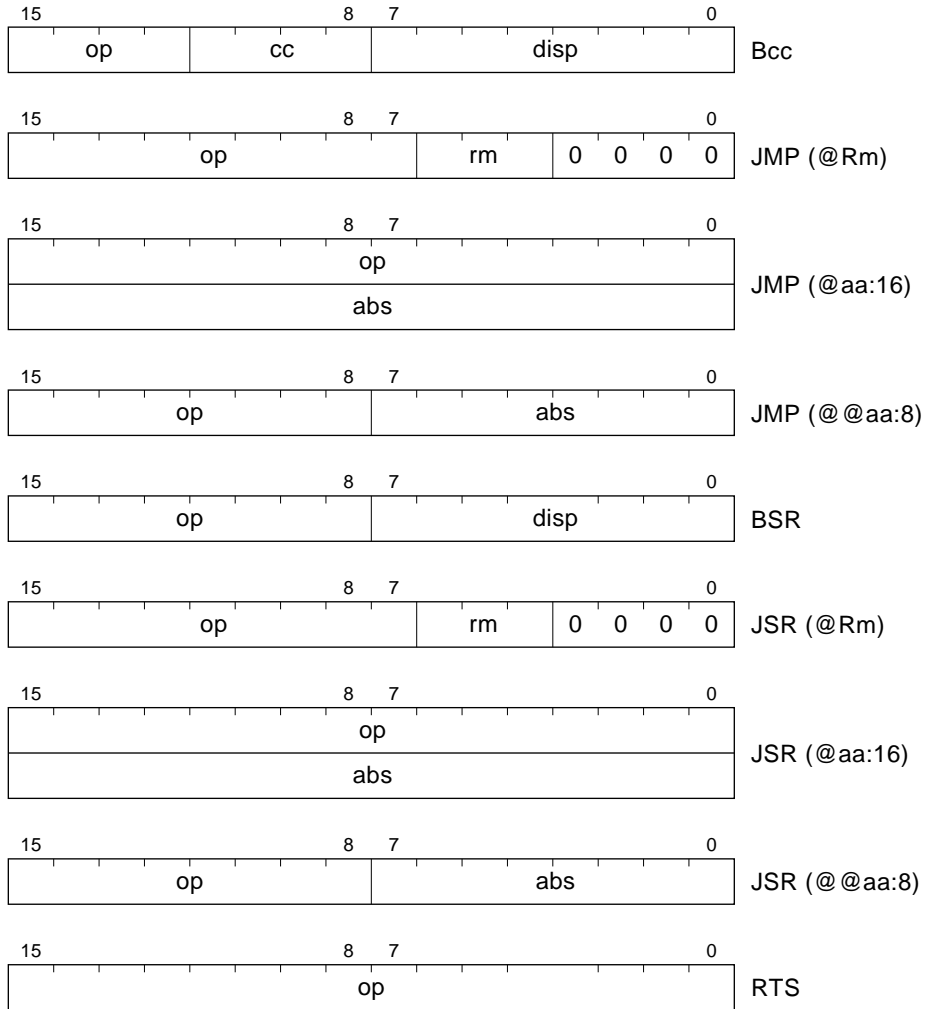 15 8 7 0
op cc disp Bcc
15 8 7 0
op rm 0 0 0 0 JMP (@Rm)
15 8 7 0
op
JMP (@aa:16)
abs
15 8 7 0
op abs JMP (@@aa:8)
15 8 7 0
op disp BSR
15 8 7 0
op rm 0 0 0 0 JSR (@Rm)
15 8 7 0
op
JSR (@aa:16)
abs
15 8 7 0
op abs JSR (@@aa:8)
15 8 7 0
op RTS